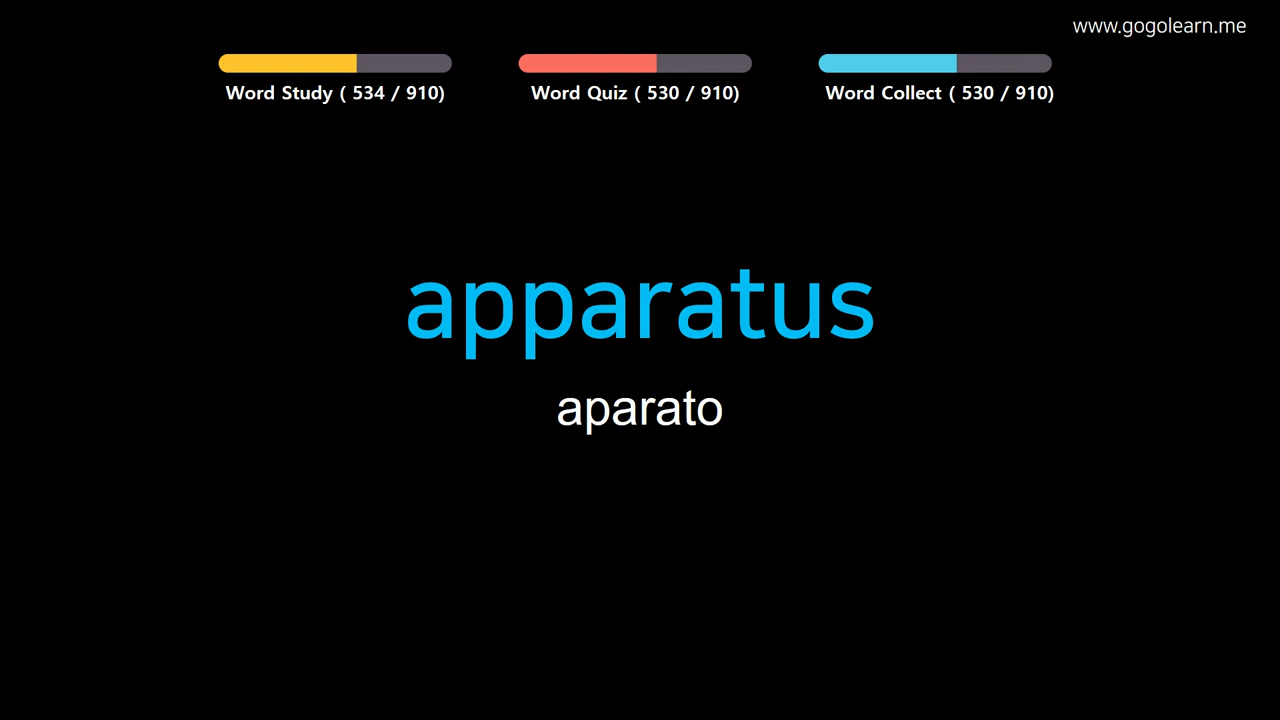 www.gogolearn.me
Word Study ( 534 / 910)
Word Quiz ( 530 / 910)
Word Collect ( 530 / 910)
apparatus
aparato